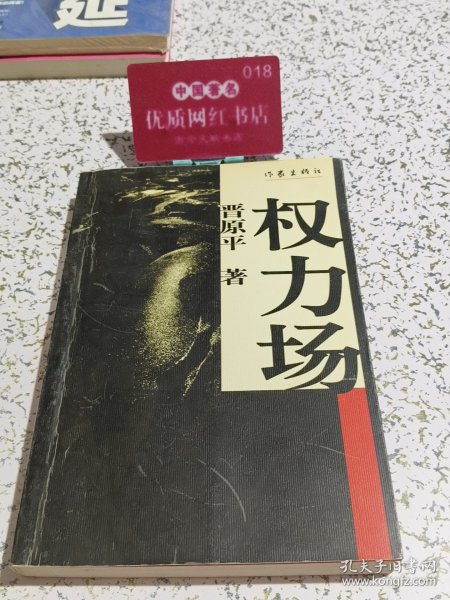 延
018
中国著名
优质网红书店
作家出版社
权力场
晋原平 著
孔夫子旧书网
www.kongfz.com